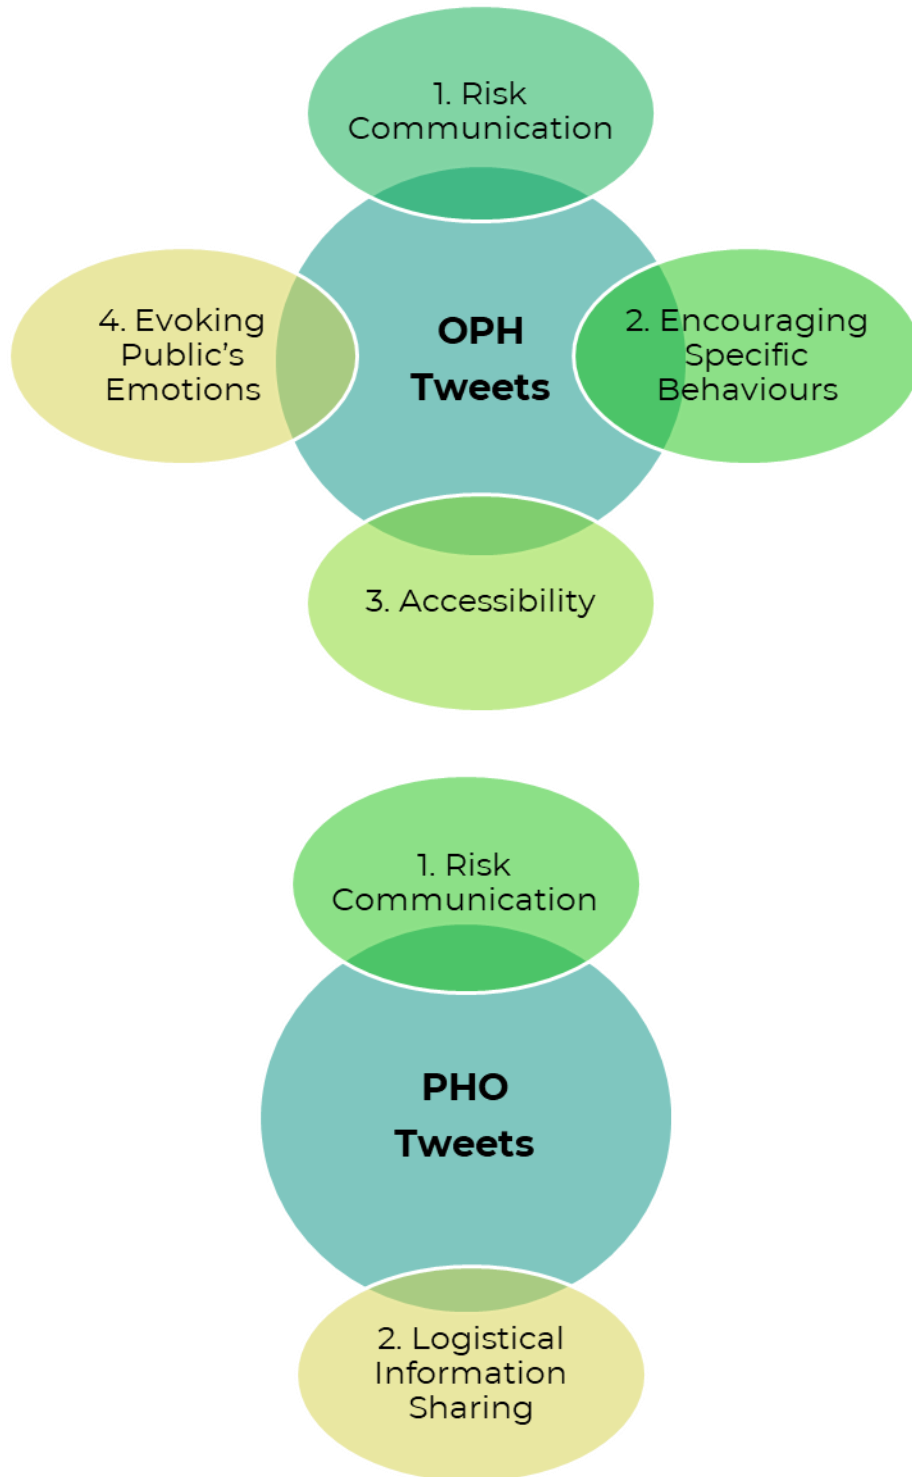 1. Risk
Communication
4. Evoking
Public's
Emotions
OPH
Tweets
2. Encouraging
Specific
Behaviours
3. Accessibility
1. Risk
Communication
PHO
Tweets
2. Logistical
Information
Sharing